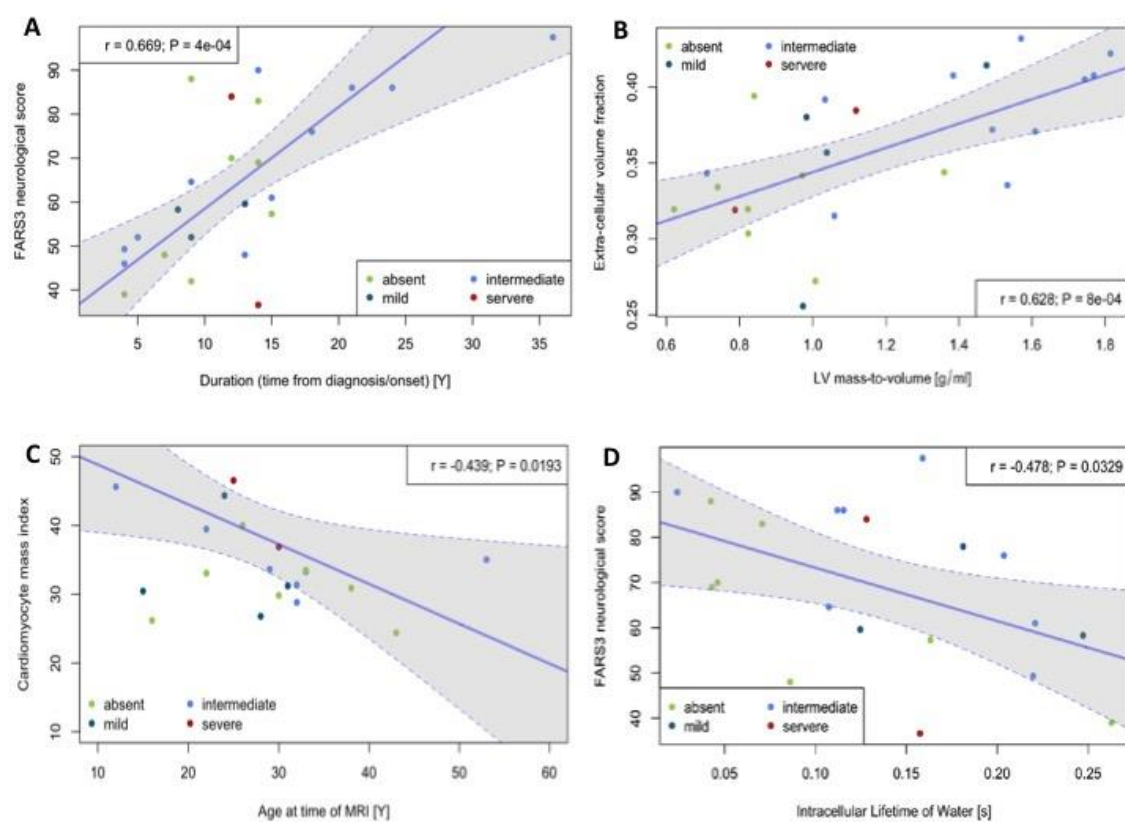 A
r = 0.669; P = 4e-04
FARS3 neurological score
90
80
70
60
50
40
absent
intermediate
mild
servere
5 10 15 20 25 30 35
Duration (time from diagnosis/onset) [Y]
B
absent
intermediate
mild
servere
Extra-cellular volume fraction
0.40
0.35
0.30
0.25
r = 0.628; P = 8e-04
0.6 0.8 1.0 1.2 1.4 1.6 1.8
LV mass-to-volume [g/ml]
C
r = -0.439; P = 0.0193
Cardiomyocyte mass index
50
40
30
20
10
absent
intermediate
mild
severe
10 20 30 40 50 60
Age at time of MRI [Y]
D
r = -0.478; P = 0.0329
FARS3 neurological score
90
80
70
60
50
40
absent
intermediate
mild
servere
0.05 0.10 0.15 0.20 0.25
Intracellular Lifetime of Water [s]